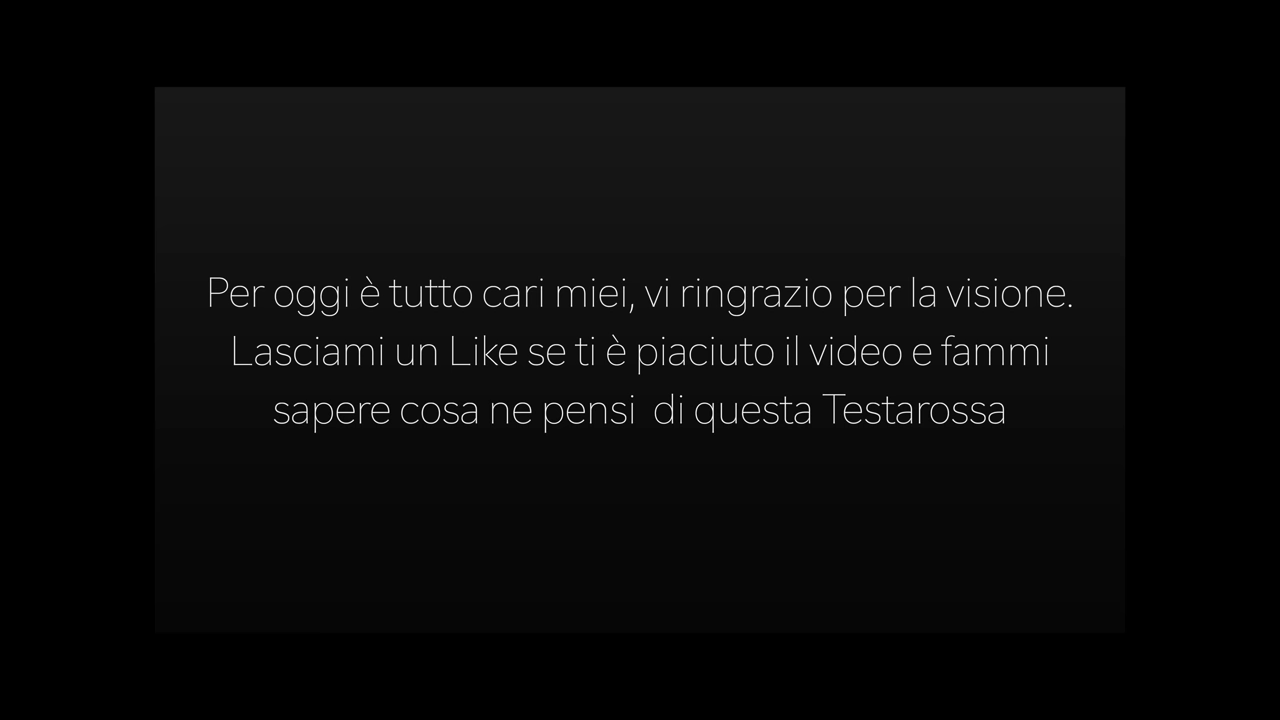 Per oggi è tutto cari miei, vi ringrazio per la visione.
Lasciami un Like se ti è piaciuto il video e fammi
sapere cosa ne pensi  di questa Testarossa